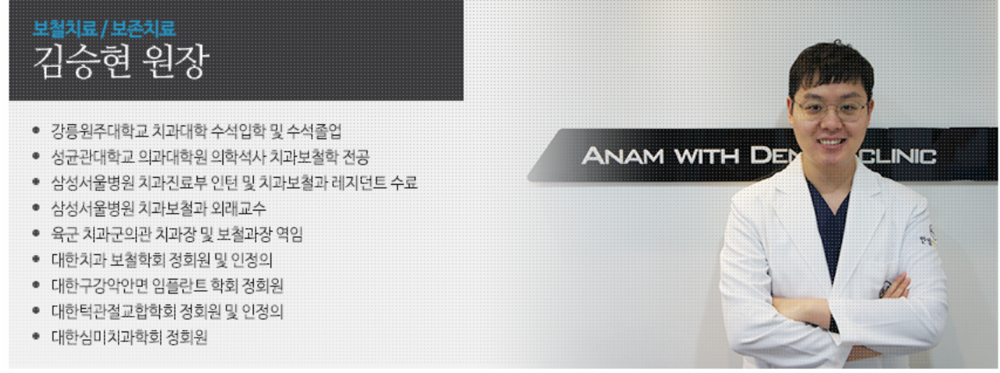 보철치료 / 보존치료
김승현 원장
강릉원주대학교 치과대학 수석입학 및 수석졸업
성균관대학교 의과대학원 의학석사 치과보철학 전공
삼성서울병원 치과진료부 인턴 및 치과보철과 레지던트 수료
삼성서울병원 치과보철과 외래교수
육군 치과군의관 치과장 및 보철과장 역임
대한치과 보철학회 정회원 및 인정의
대한구강악안면 임플란트 학회 정회원
대한턱관절교합학회 정회원 및 인정의
대한심미치과학회 정회원
ANAM WITH DEN CLINIC